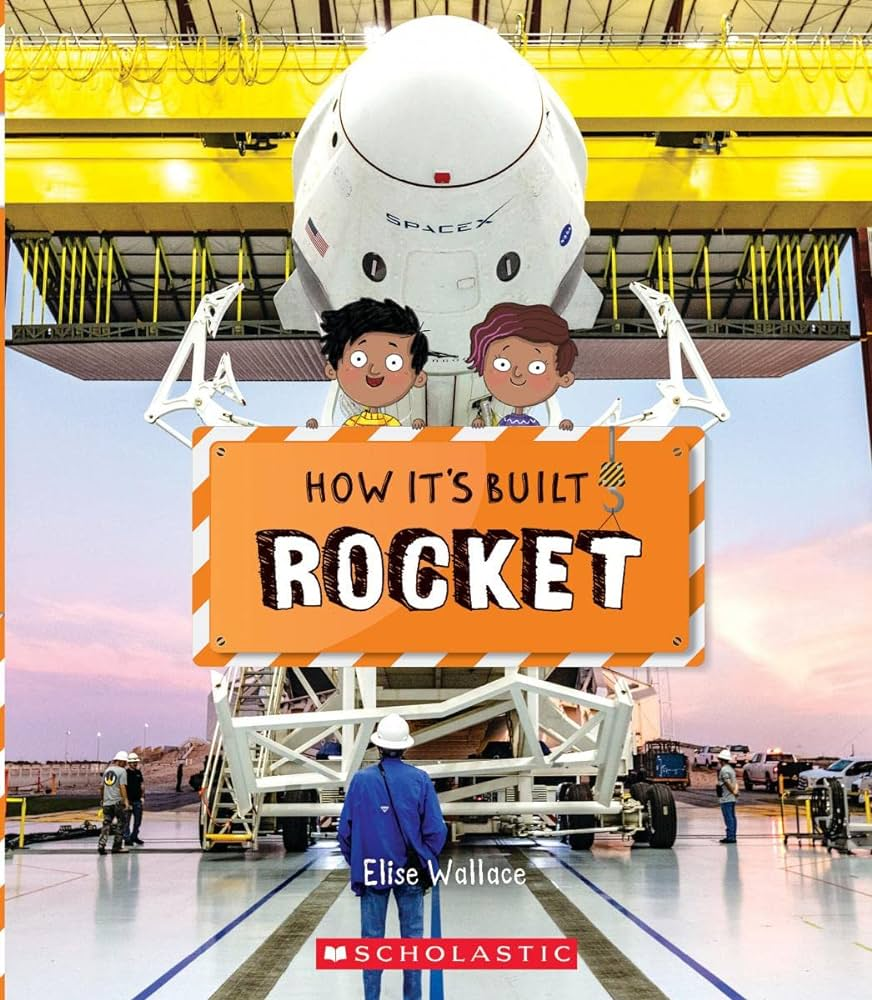 SPACEX
HOW IT'S BUILT
ROCKET
Elise Wallace
SCHOLASTIC